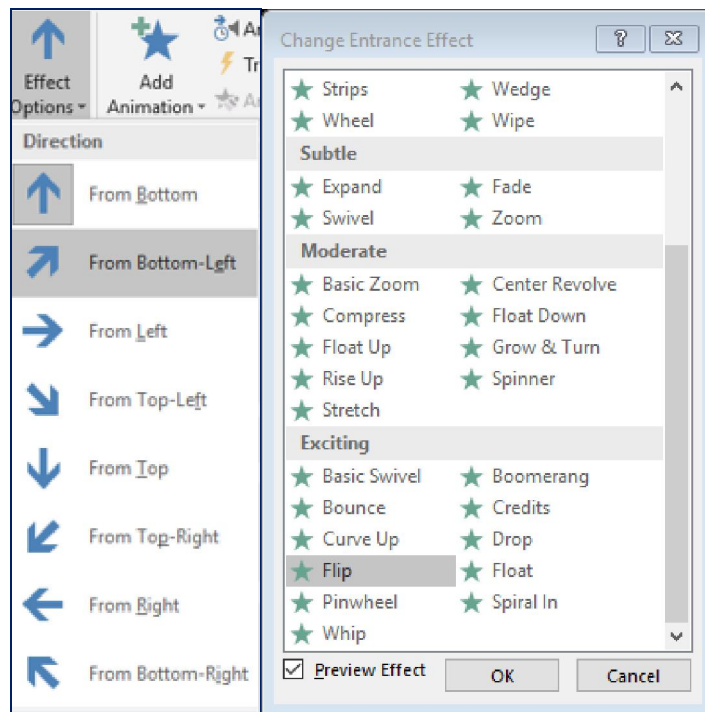 Effect
Options
Add
Animation
Tr
Direction
From Bottom
From Bottom-Left
From Left
From Top-Left
From Top
From Top-Right
From Right
From Bottom-Right
Change Entrance Effect
?
Strips Wedge
Wheel Wipe
Subtle
Expand Fade
Swivel Zoom
Moderate
Basic Zoom Center Revolve
Compress Float Down
Float Up Grow & Turn
Rise Up Spinner
Stretch
Exciting
Basic Swivel Boomerang
Bounce Credits
Curve Up Drop
Flip Float
Pinwheel Spiral In
Whip
Preview Effect OK Cancel